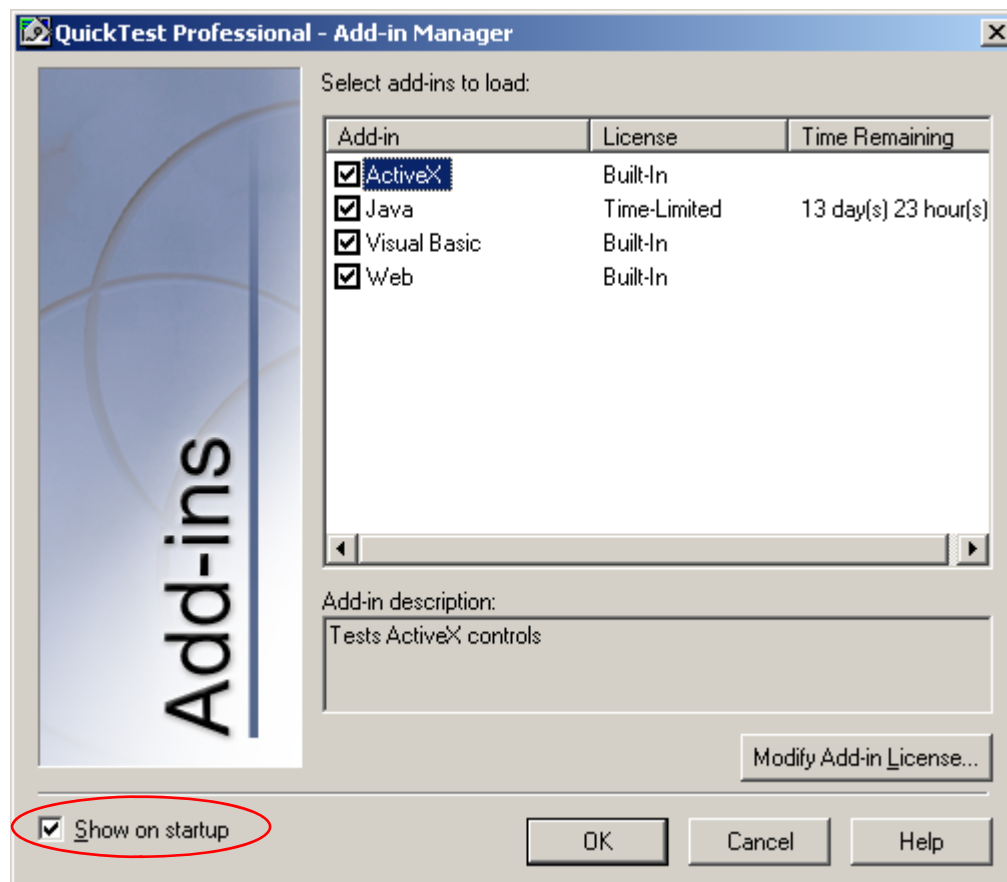 QuickTest Professional - Add-in Manager
Select add-ins to load:
Add-in License Time Remaining
ActiveX Built-In
Java Time-Limited 13 day(s) 23 hour(s)
Visual Basic Built-In
Web Built-In
Add-ins
Add-in description:
Tests ActiveX controls
Modify Add-in License...
Show on startup
OK Cancel Help